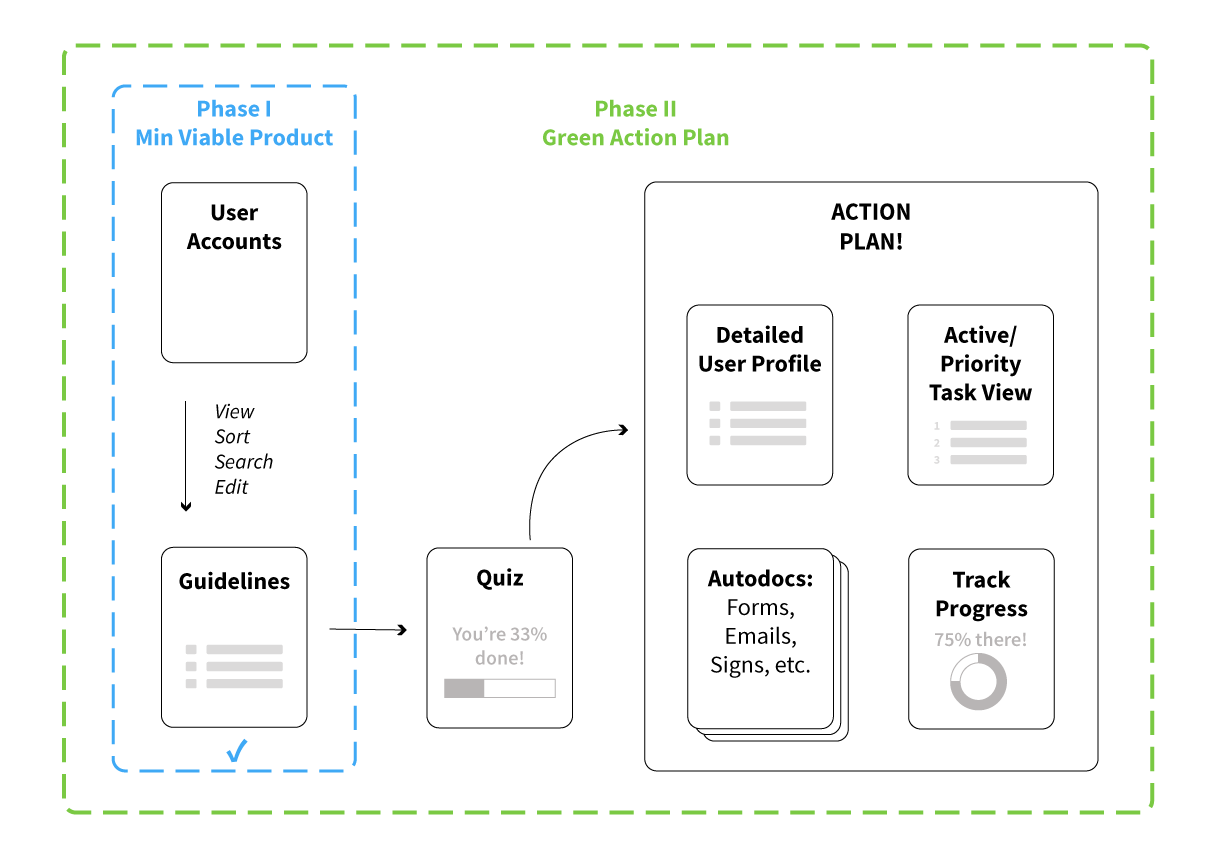 Phase I
Min Viable Product
Phase II
Green Action Plan
User
Accounts
View
Sort
Search
Edit
Guidelines
Quiz
You're 33%
done!
ACTION
PLAN!
Detailed
User Profile
Active/
Priority
Task View
1
2
3
Autodocs:
Forms,
Emails,
Signs, etc.
Track
Progress
75% there!